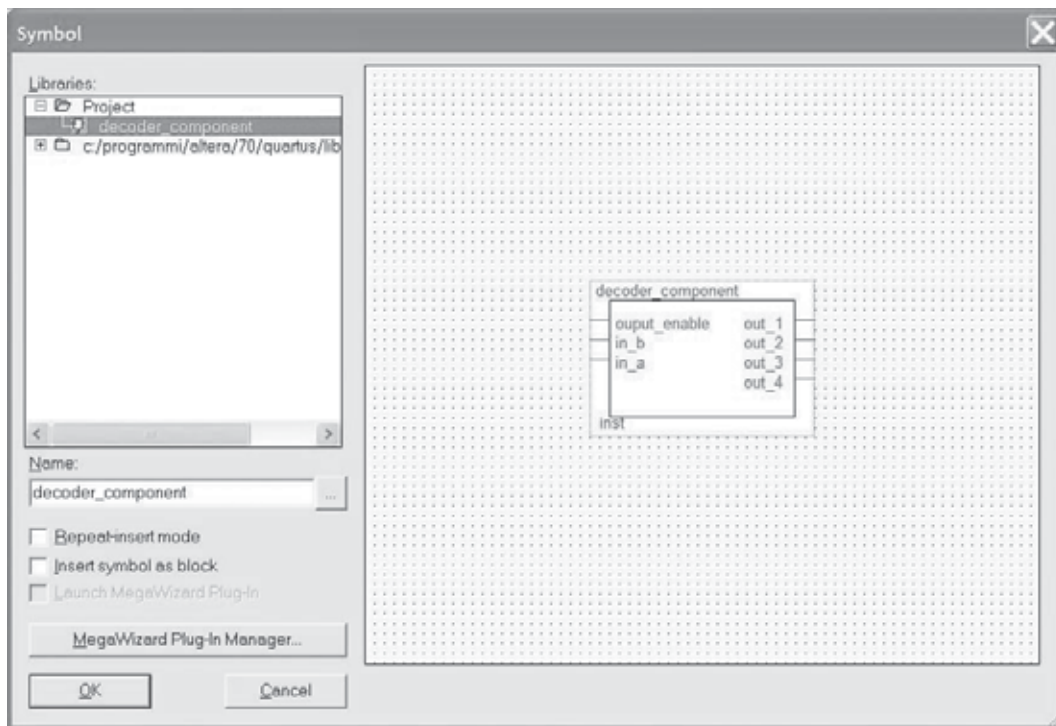 Symbol
Libraries:
Project
decoder_component
c:/programmi/altera/70/quartus/lib
Name:
decoder_component
...
Repeat-insert mode
Insert symbol as block
Launch MegaWizard Plug-In
MegaWizard Plug-In Manager...
OK
Cancel
decoder_component
ouput_enable out_1
in_b out_2
in_a out_3
out_4
inst